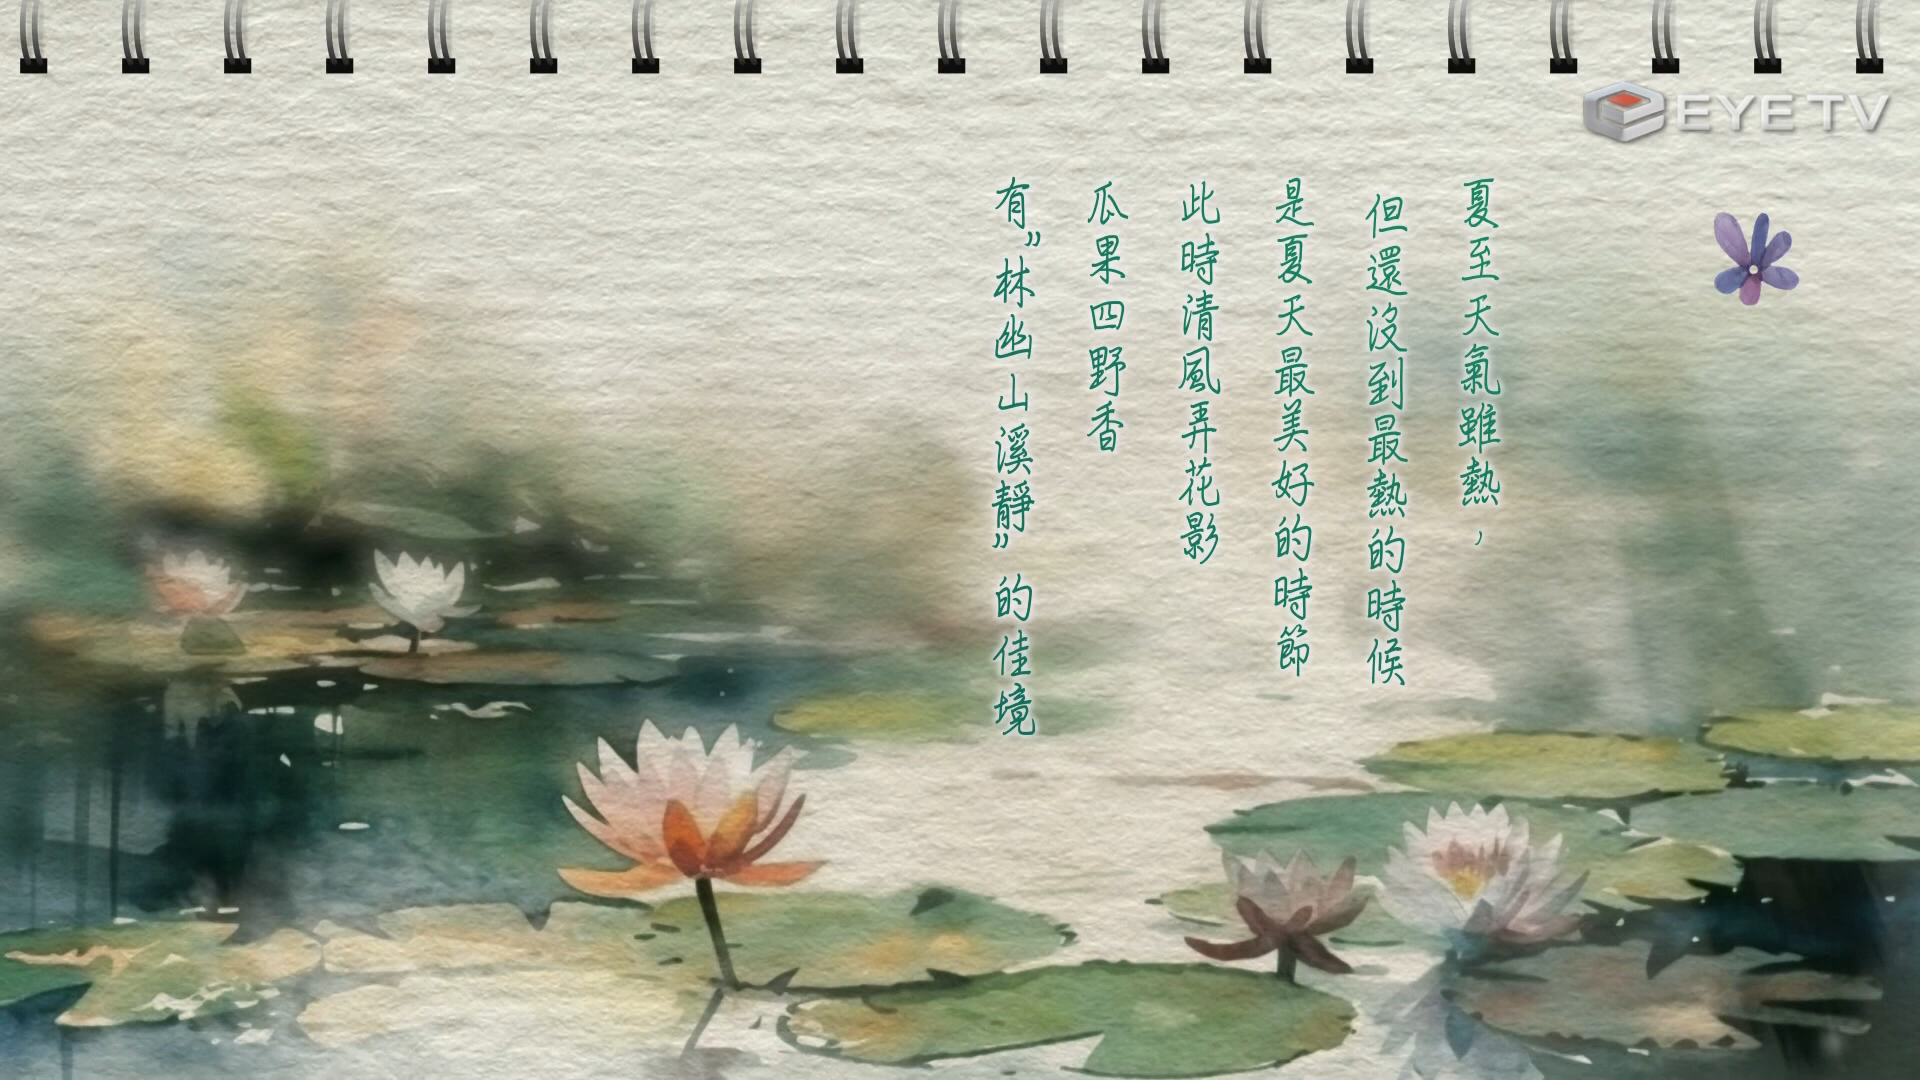 EYE TV
夏至天氣雖熱，
但還沒到最熱的時候
是夏天最美好的時節
此時清風弄花影
瓜果四野香
有”林幽山溪靜”的佳境